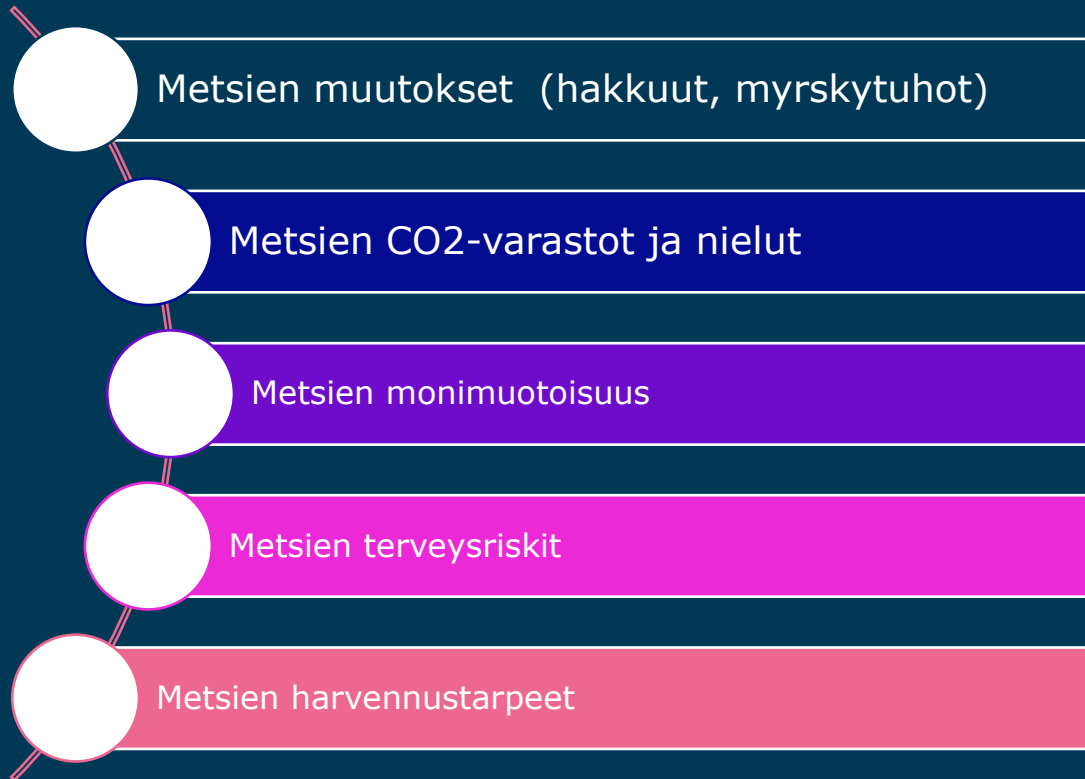 Metsien muutokset  (hakkuut, myrskytuhot)
Metsien CO2-varastot ja nielut
Metsien monimuotoisuus
Metsien terveysriskit
Metsien harvennustarpeet